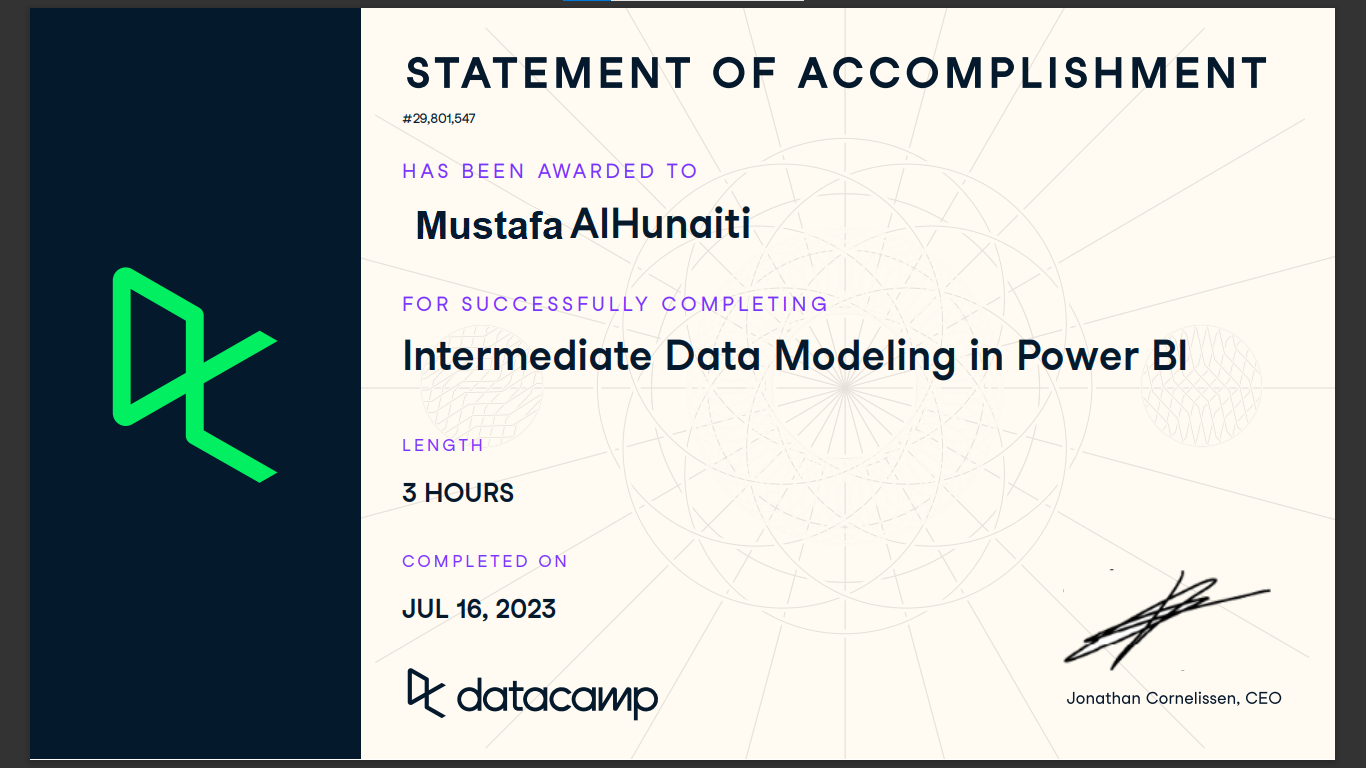 STATEMENT OF ACCOMPLISHMENT
#29,801,547
HAS BEEN AWARDED TO
Mustafa AlHunaiti
FOR SUCCESSFULLY COMPLETING
Intermediate Data Modeling in Power BI
LENGTH
3 HOURS
COMPLETED ON
JUL 16, 2023
datacamp
Jonathan Cornelissen, CEO